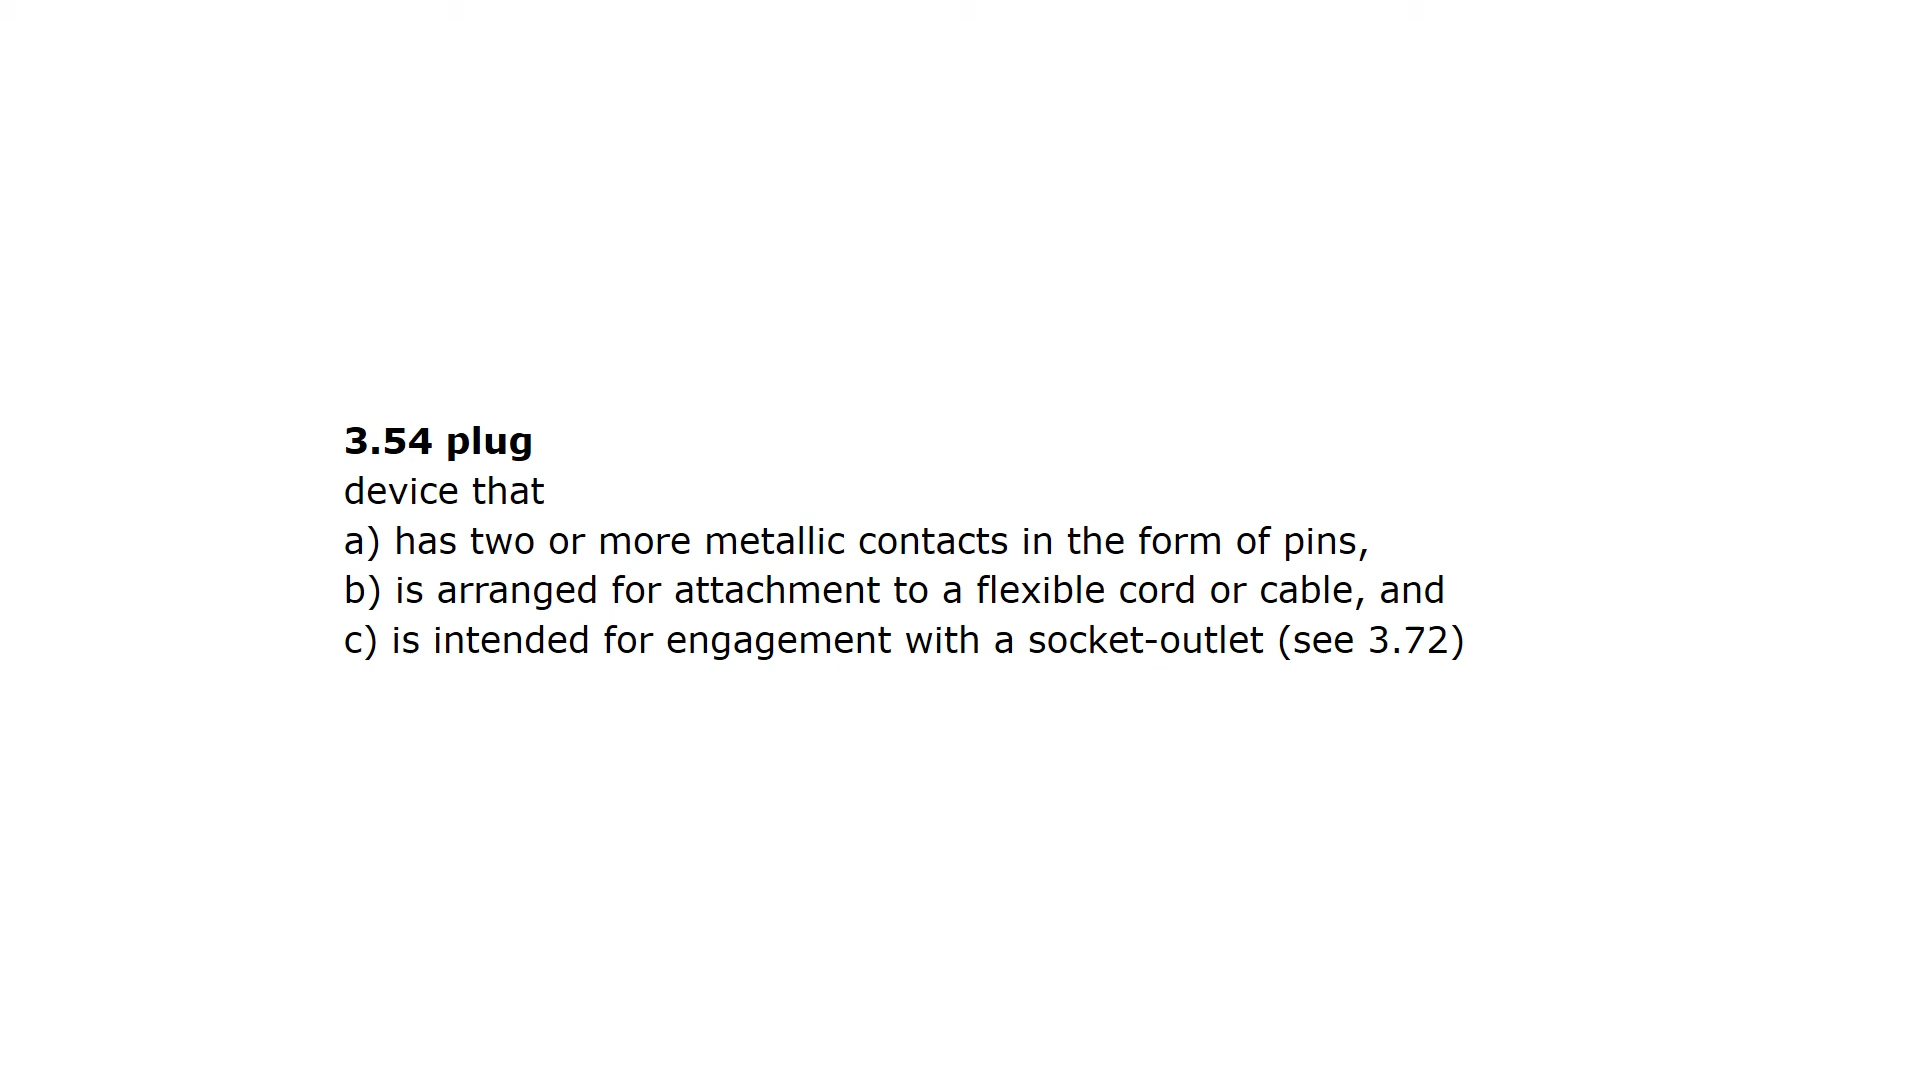 3.54 plug
device that
a) has two or more metallic contacts in the form of pins,
b) is arranged for attachment to a flexible cord or cable, and
c) is intended for engagement with a socket-outlet (see 3.72)